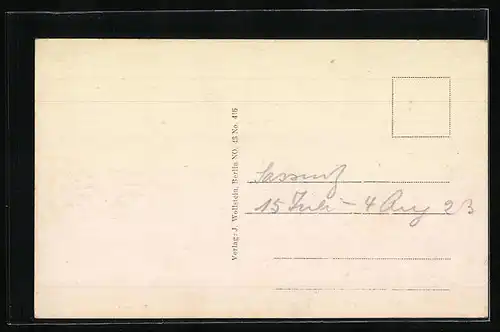 Verlag: J. Wollstein, Berlin NO. 43 No. 416
Sassnitz
15 Juli – 4 Aug 23